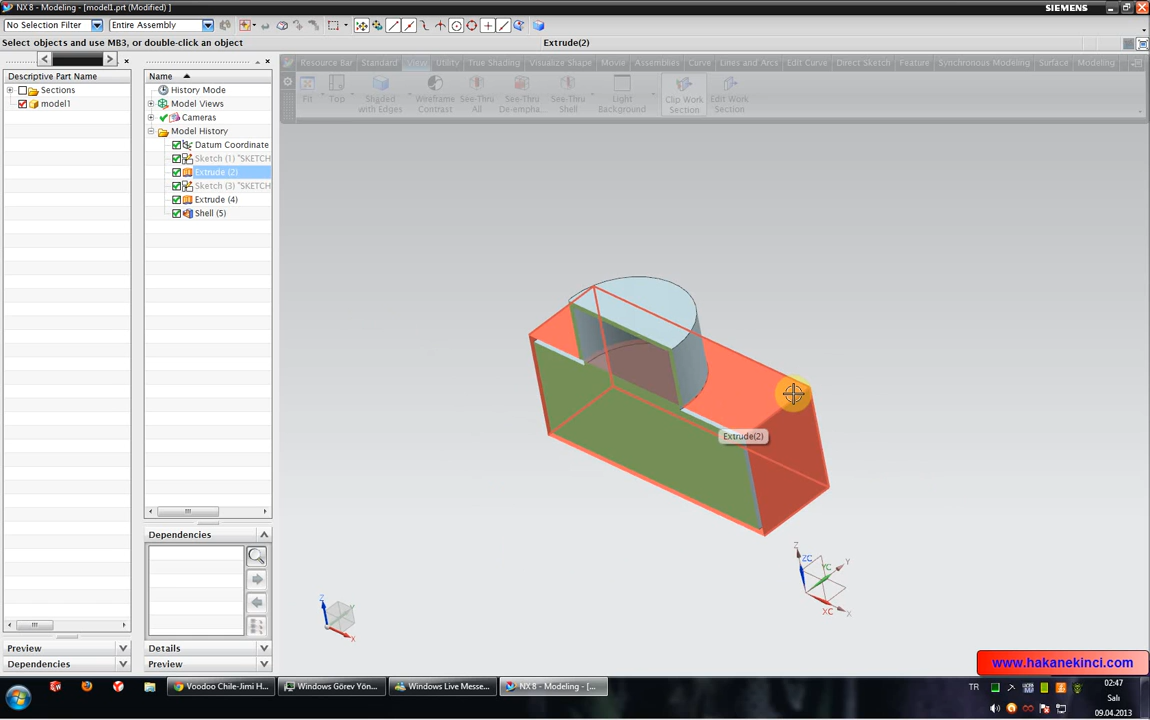 NX 8 - Modeling - [model1.prt (Modified) ]
SIEMENS
No Selection Filter
Entire Assembly
Select objects and use MB3, or double-click an object
Extrude(2)
Resource Bar
Standard
View
Utility
True Shading
Visualize Shape
Movie
Assemblies
Curve
Lines and Arcs
Edit Curve
Direct Sketch
Feature
Synchronous Modeling
Surface
Modeling
Fit
Top
Shaded with Edges
Wireframe Contrast
See-Thru All
See-Thru De-empha..
See-Thru Shell
Light Background
Clip Work Section
Edit Work Section
Descriptive Part Name
Sections
model1
Name
History Mode
Model Views
Cameras
Model History
Datum Coordinate
Sketch (1) "SKETCH
Extrude (2)
Sketch (3) "SKETCH
Extrude (4)
Shell (5)
Extrude(2)
Dependencies
Details
Preview
Preview
Dependencies
Z
X
Z
ZC
YC
Y
XC
X
www.hakanekinci.com
Voodoo Chile-Jimi H...
Windows Görev Yön...
Windows Live Messe...
NX 8 - Modeling - [...
TR
02:47
Salı
09.04.2013